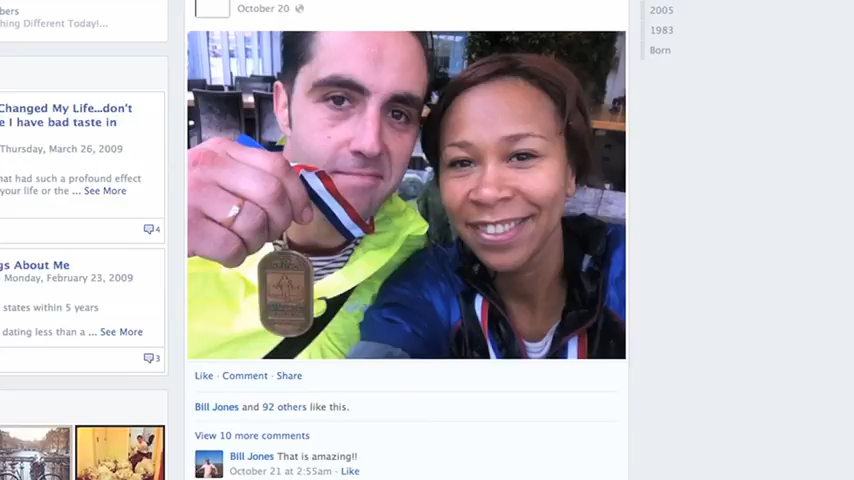 bers
hing Different Today!...
Changed My Life...don't
e I have bad taste in
Thursday, March 26, 2009
hat had such a profound effect
your life or the ... See More
4
gs About Me
Monday, February 23, 2009
states within 5 years
dating less than a ... See More
3
October 20
Like · Comment · Share
Bill Jones and 92 others like this.
View 10 more comments
Bill Jones That is amazing!!
October 21 at 2:55am · Like
2005
1983
Born